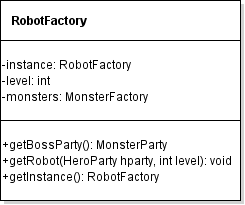 RobotFactory
-instance: RobotFactory
-level: int
-monsters: MonsterFactory
+getBossParty(): MonsterParty
+getRobot(HeroParty hparty, int level): void
+getInstance(): RobotFactory